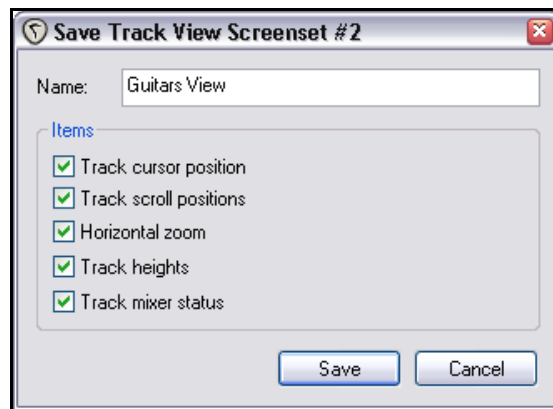 Save Track View Screenset #2
Name: Guitars View
Items
Track cursor position
Track scroll positions
Horizontal zoom
Track heights
Track mixer status
Save Cancel